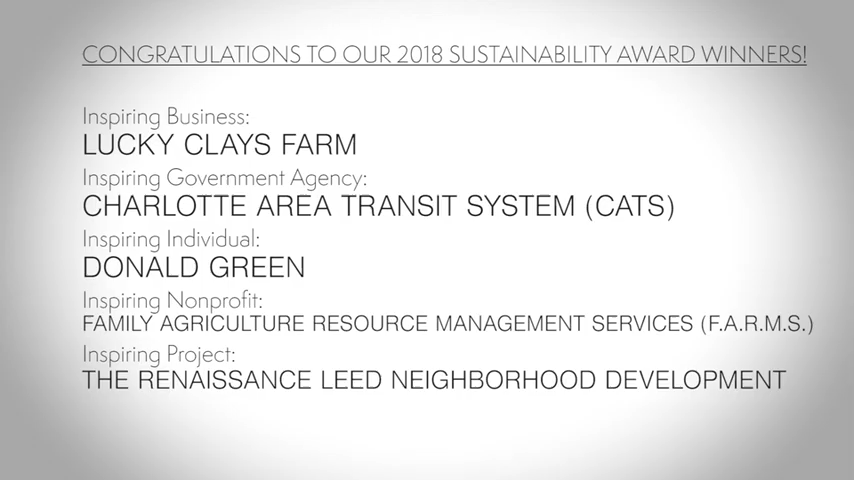 CONGRATULATIONS TO OUR 2018 SUSTAINABILITY AWARD WINNERS!
Inspiring Business:
LUCKY CLAYS FARM
Inspiring Government Agency:
CHARLOTTE AREA TRANSIT SYSTEM (CATS)
Inspiring Individual:
DONALD GREEN
Inspiring Nonprofit:
FAMILY AGRICULTURE RESOURCE MANAGEMENT SERVICES (F.A.R.M.S.)
Inspiring Project:
THE RENAISSANCE LEED NEIGHBORHOOD DEVELOPMENT